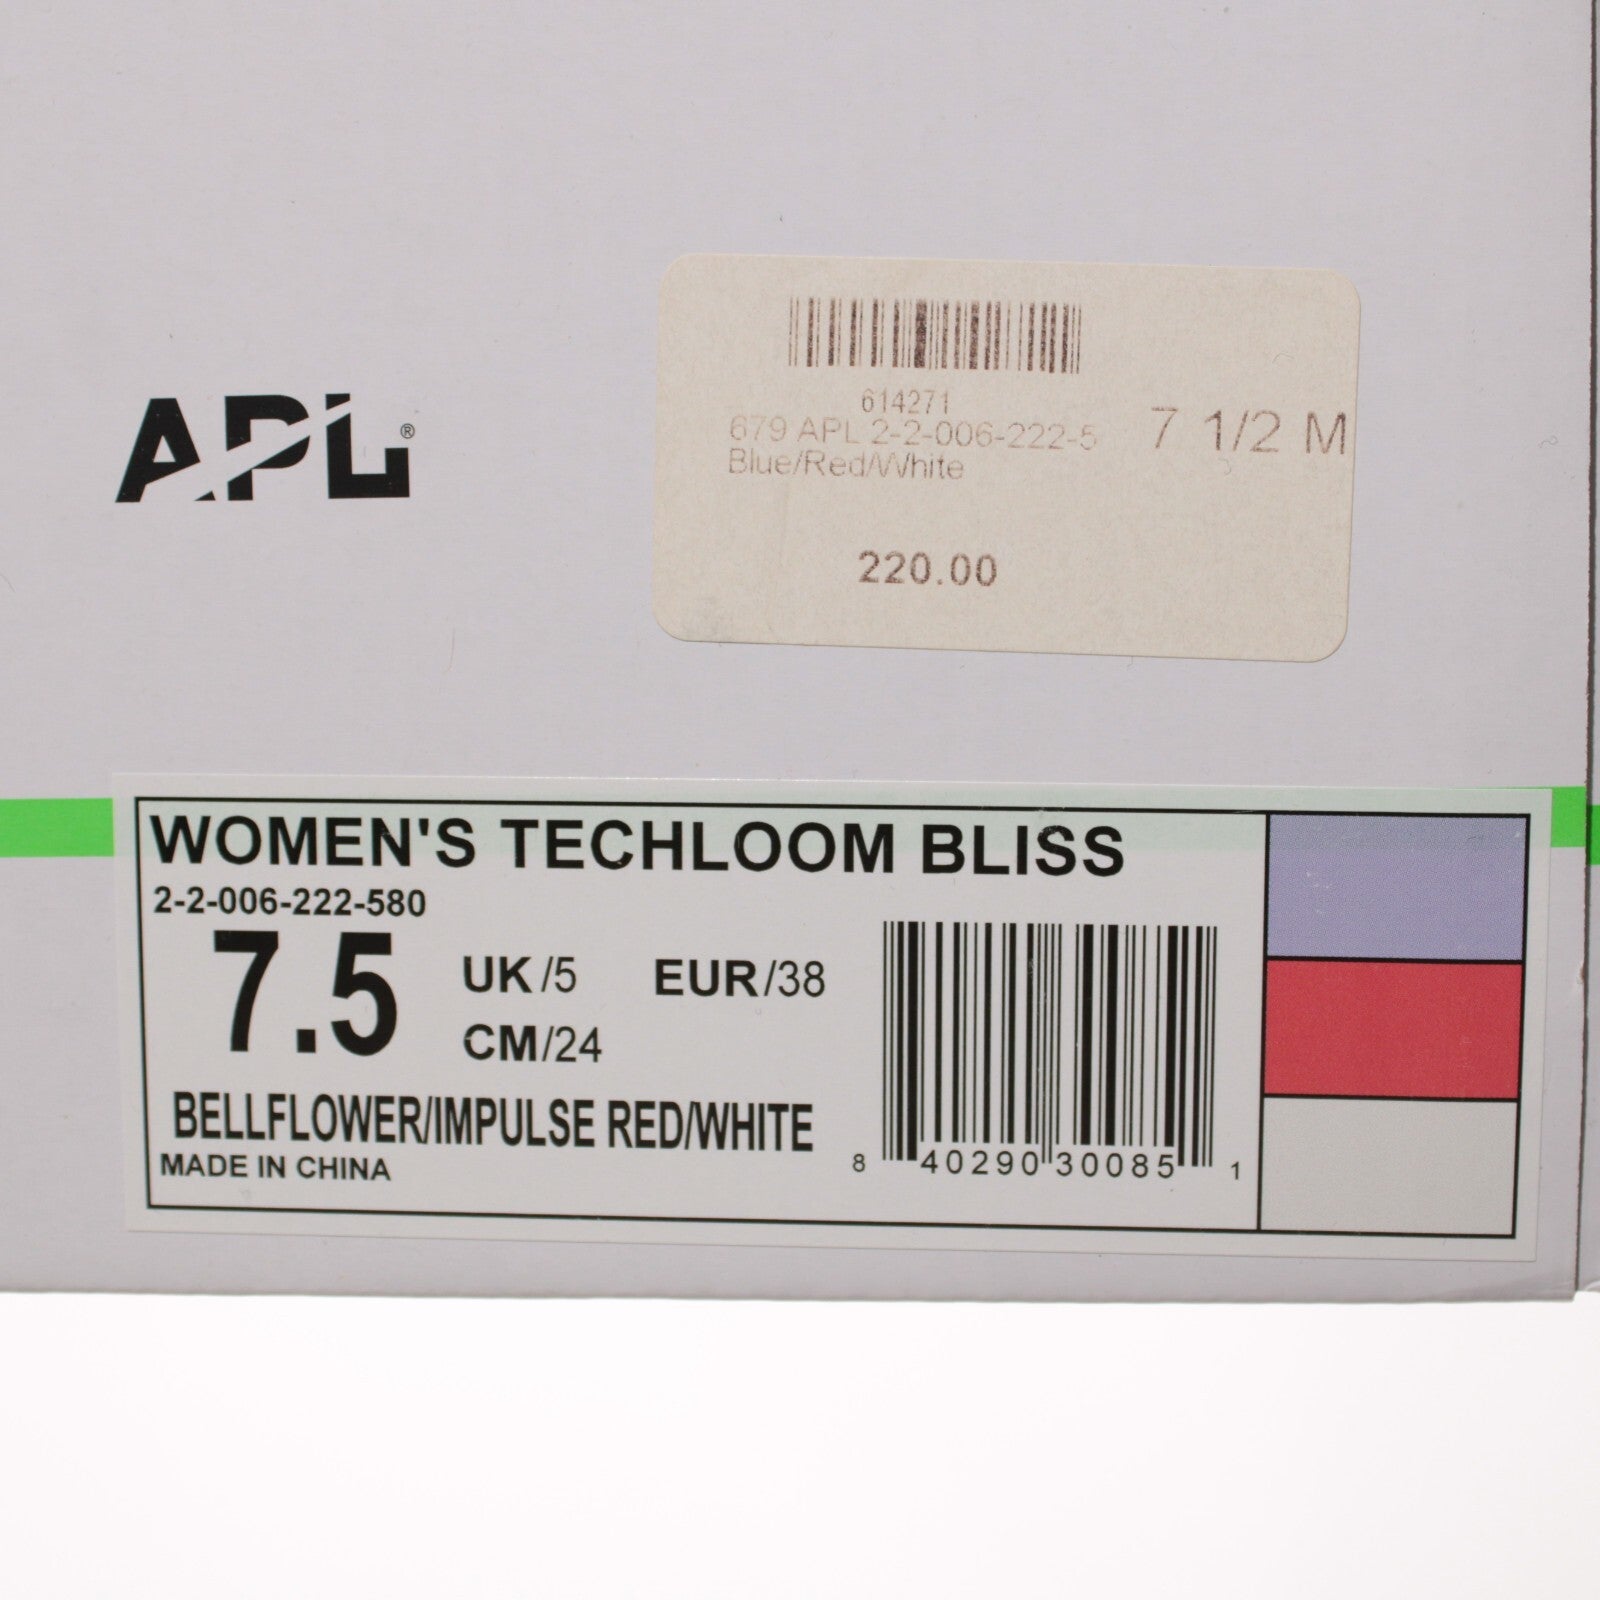 APL®
614271
679 APL 2-2-006-222-5
7 1/2 M
Blue/Red/White
220.00
WOMEN'S TECHLOOM BLISS
2-2-006-222-580
7.5
UK/5
EUR/38
CM/24
BELLFLOWER/IMPULSE RED/WHITE
MADE IN CHINA
8 40290 30085 1